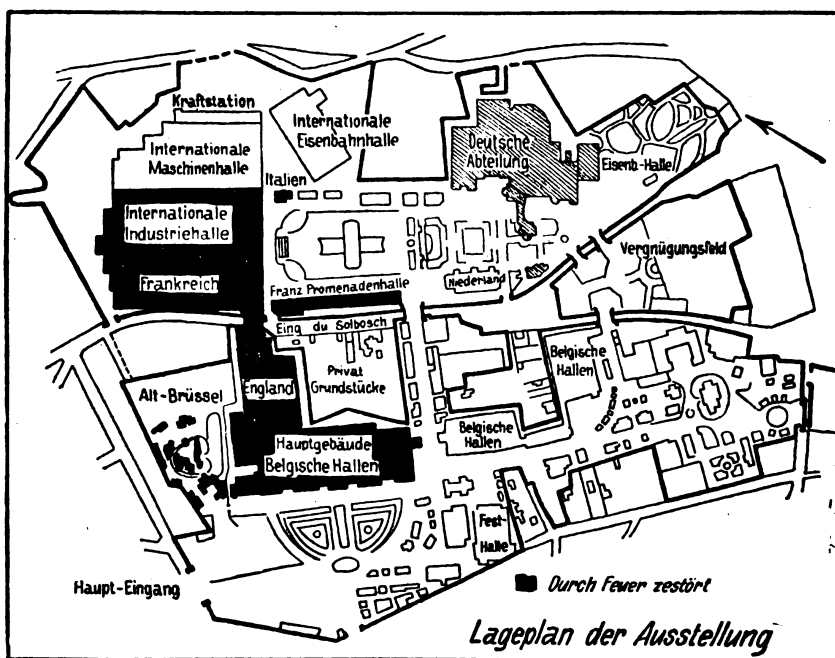 Kraftstation
Internationale
Eisenbahnhalle
Deutsche
Abteilung
Internationale
Maschinenhalle
Eisenb.-Halle
Italien
Internationale
Industriehalle
Vergnügungsfeld
Frankreich
Franz Promenadenhalle
Niederland
Eing du Solbosch
Belgische
Hallen
Privat
Grundstücke
England
Alt-Brüssel
Belgische
Hallen
Hauptgebäude
Belgische Hallen
Fest-
Halle
Haupt-Eingang
Durch Feuer zestört
Lageplan der Ausstellung